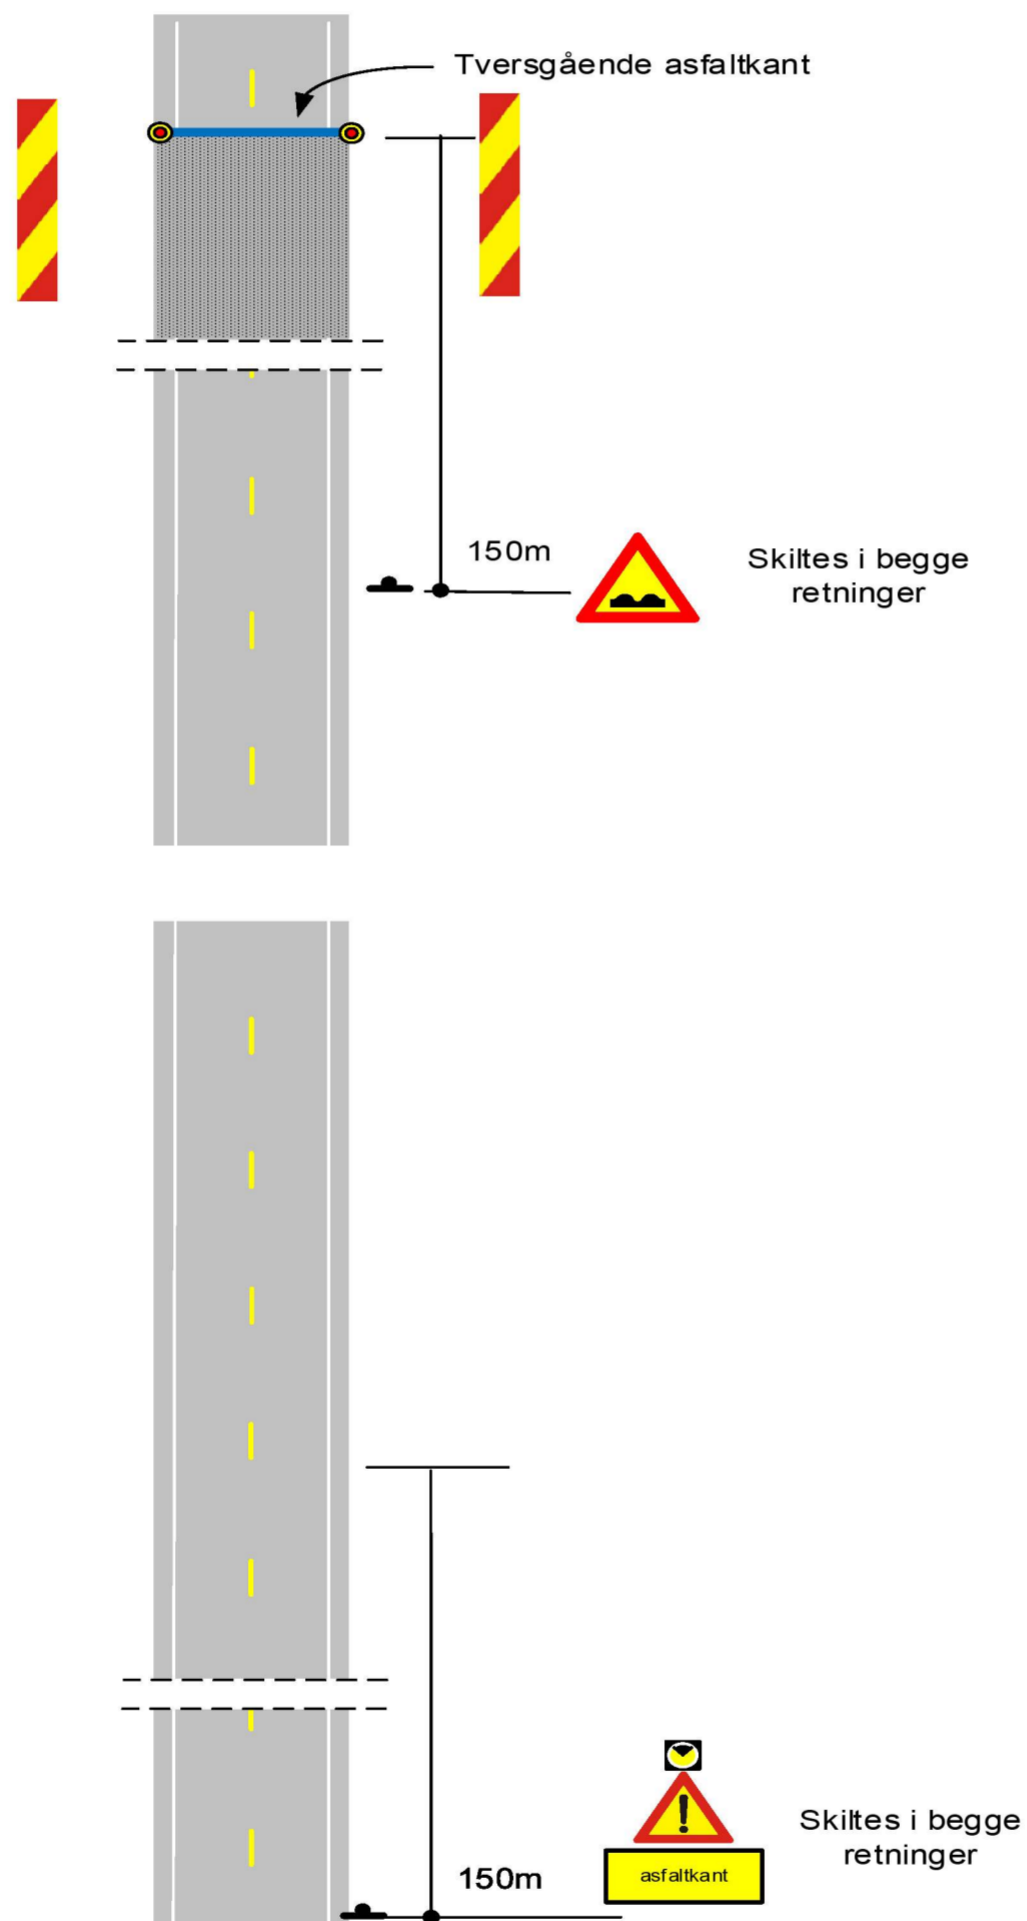 Tversgående asfaltkant
150m
Skiltes i begge
retninger
Skiltes i begge
retninger
asfaltkant
150m